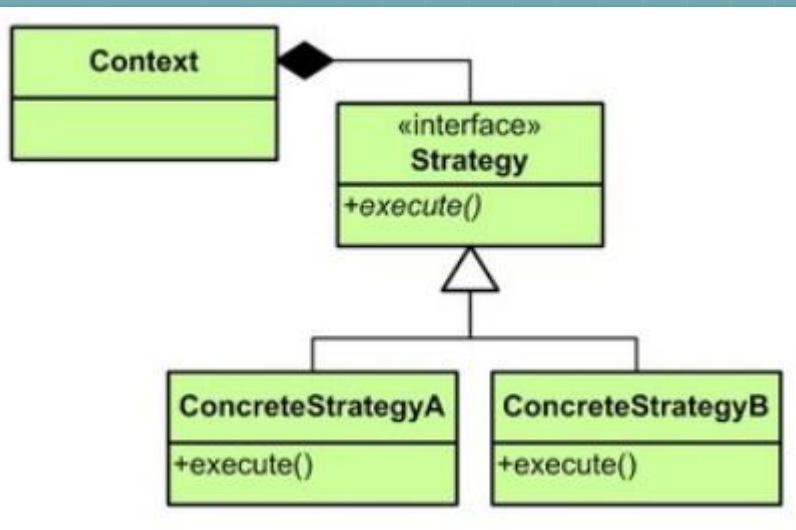 Context
«interface»
Strategy
+execute()
ConcreteStrategyA
+execute()
ConcreteStrategyB
+execute()